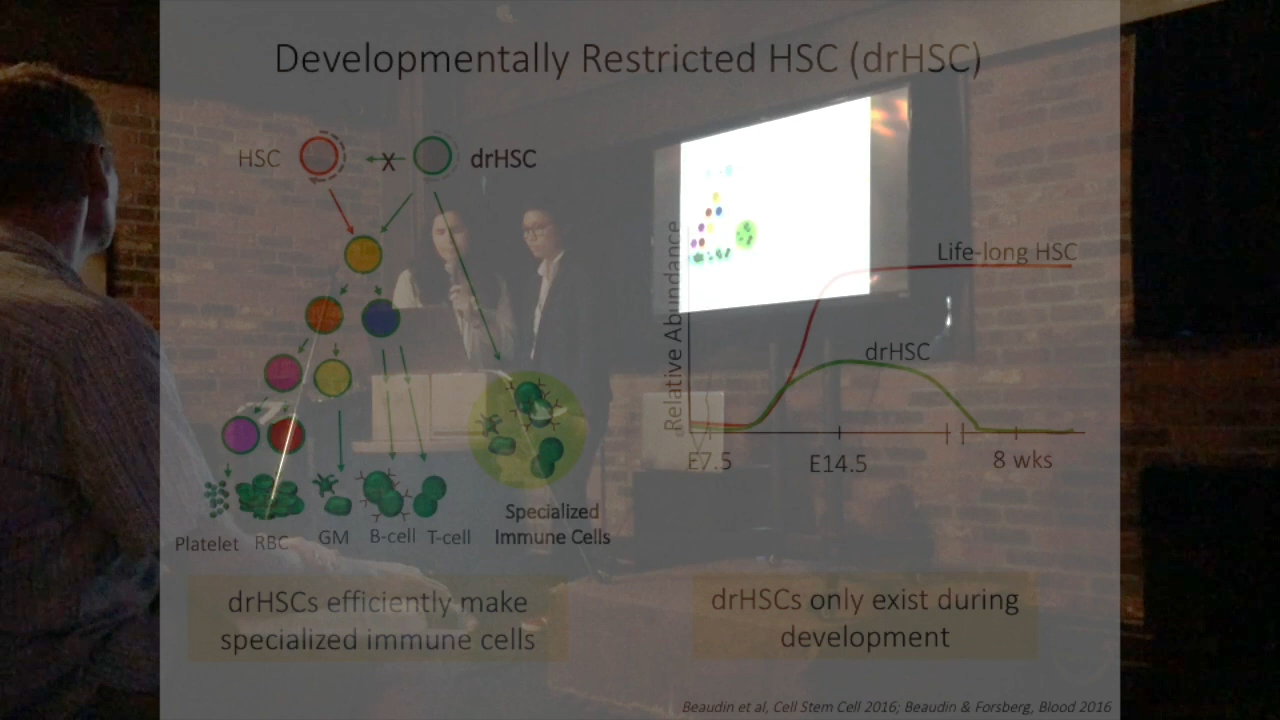 Developmentally Restricted HSC (drHSC)
HSC
X
drHSC
Platelet
RBC
GM
B-cell
T-cell
Specialized
Immune Cells
drHSCs efficiently make
specialized immune cells
Relative Abundance
Life-long HSC
drHSC
E7.5
E14.5
8 wks
drHSCs only exist during
development
Beaudin et al, Cell Stem Cell 2016; Beaudin & Forsberg, Blood 2016